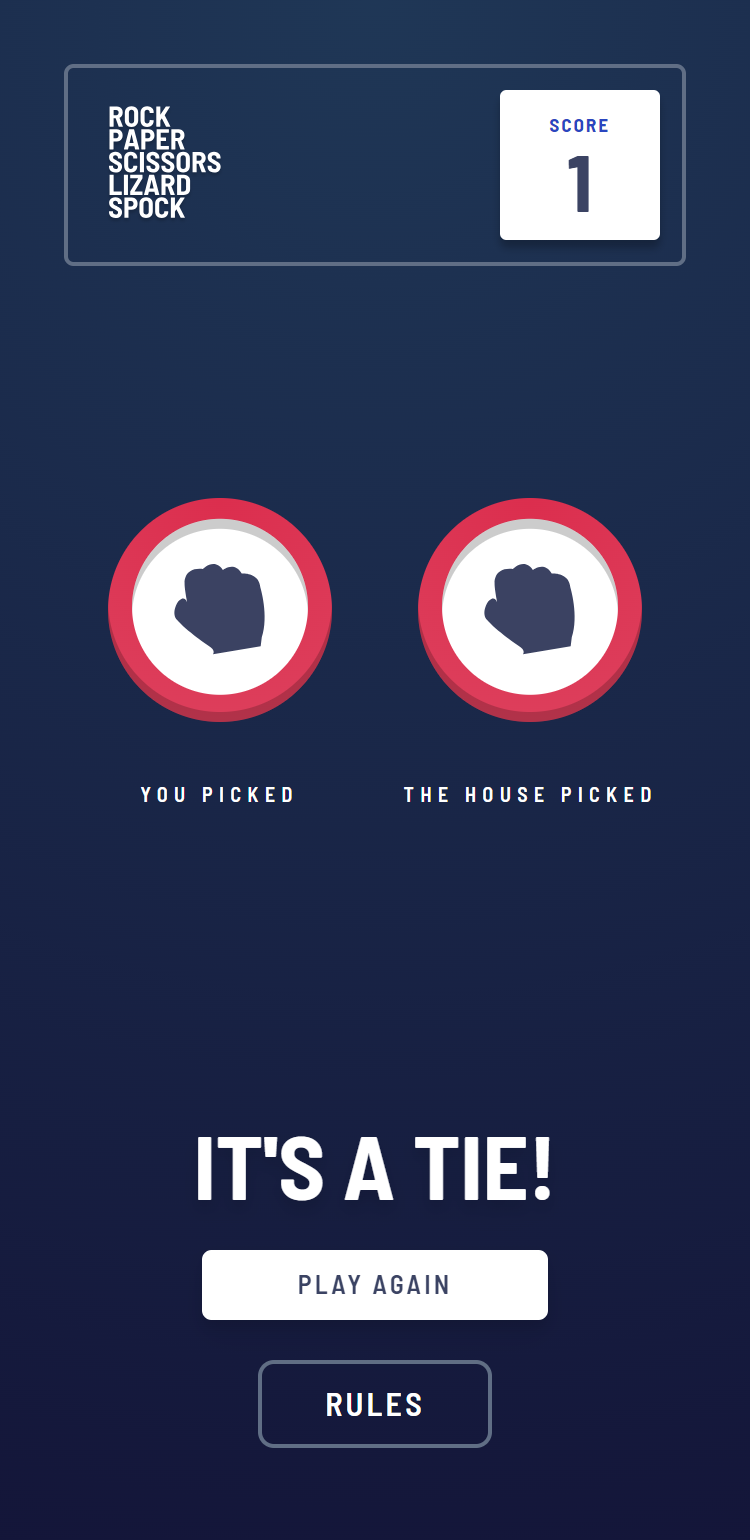 ROCK
PAPER
SCISSORS
LIZARD
SPOCK
SCORE
1
YOU PICKED
THE HOUSE PICKED
IT'S A TIE!
PLAY AGAIN
RULES